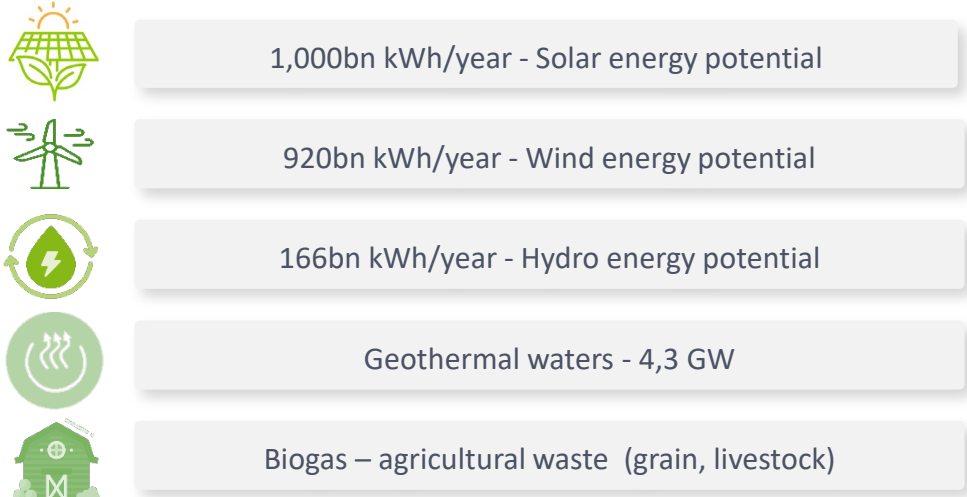 1,000bn kWh/year - Solar energy potential
920bn kWh/year - Wind energy potential
166bn kWh/year - Hydro energy potential
Geothermal waters - 4,3 GW
Biogas – agricultural waste  (grain, livestock)